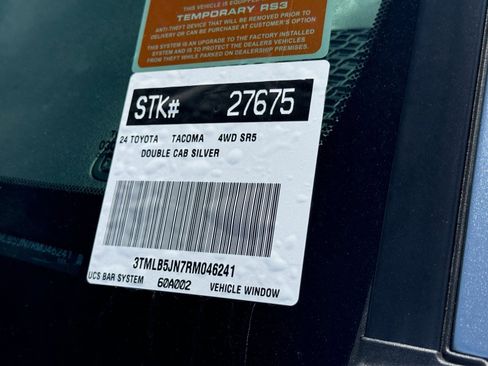 THIS VEHICLE IS EQUIPPED
TEMPORARY RS3
ANTI-THEFT DEVICE THAT WILL BE REMOVED PRIOR TO
DELIVERY OR CAN BE PURCHASE AT CUSTOMER'S OPTION
THIS SYSTEM IS AN UPGRADE TO THE FACTORY INSTALLED
SYSTEM AND IS TO PROTECT THE DEALERS VEHICLES
FROM THEFT WHILE PARKED ON DEALERSHIP PREMISES.
STK# 27675
24 TOYOTA TACOMA 4WD SR5
DOUBLE CAB SILVER
3TMLB5JN7RM046241
UCS BAR SYSTEM 60A002 VEHICLE WINDOW
MLB5JN7RM046241